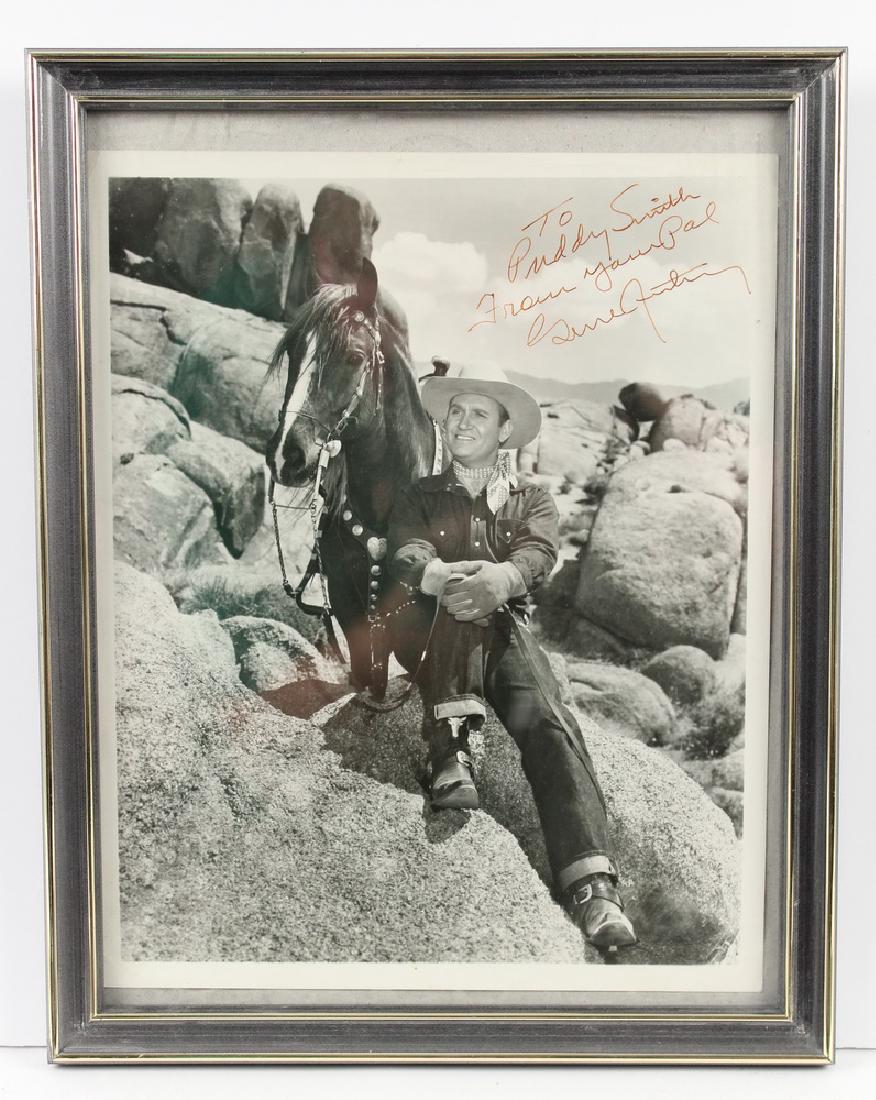 To
Puddy Smith
From your Pal
Gene Autry